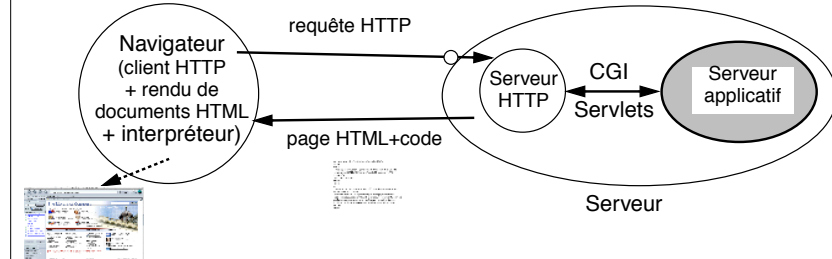 Navigateur
(client HTTP
+ rendu de
documents HTML
+ interpréteur)
requête HTTP
page HTML+code
Serveur
HTTP
CGI
Servlets
Serveur
applicatif
Serveur